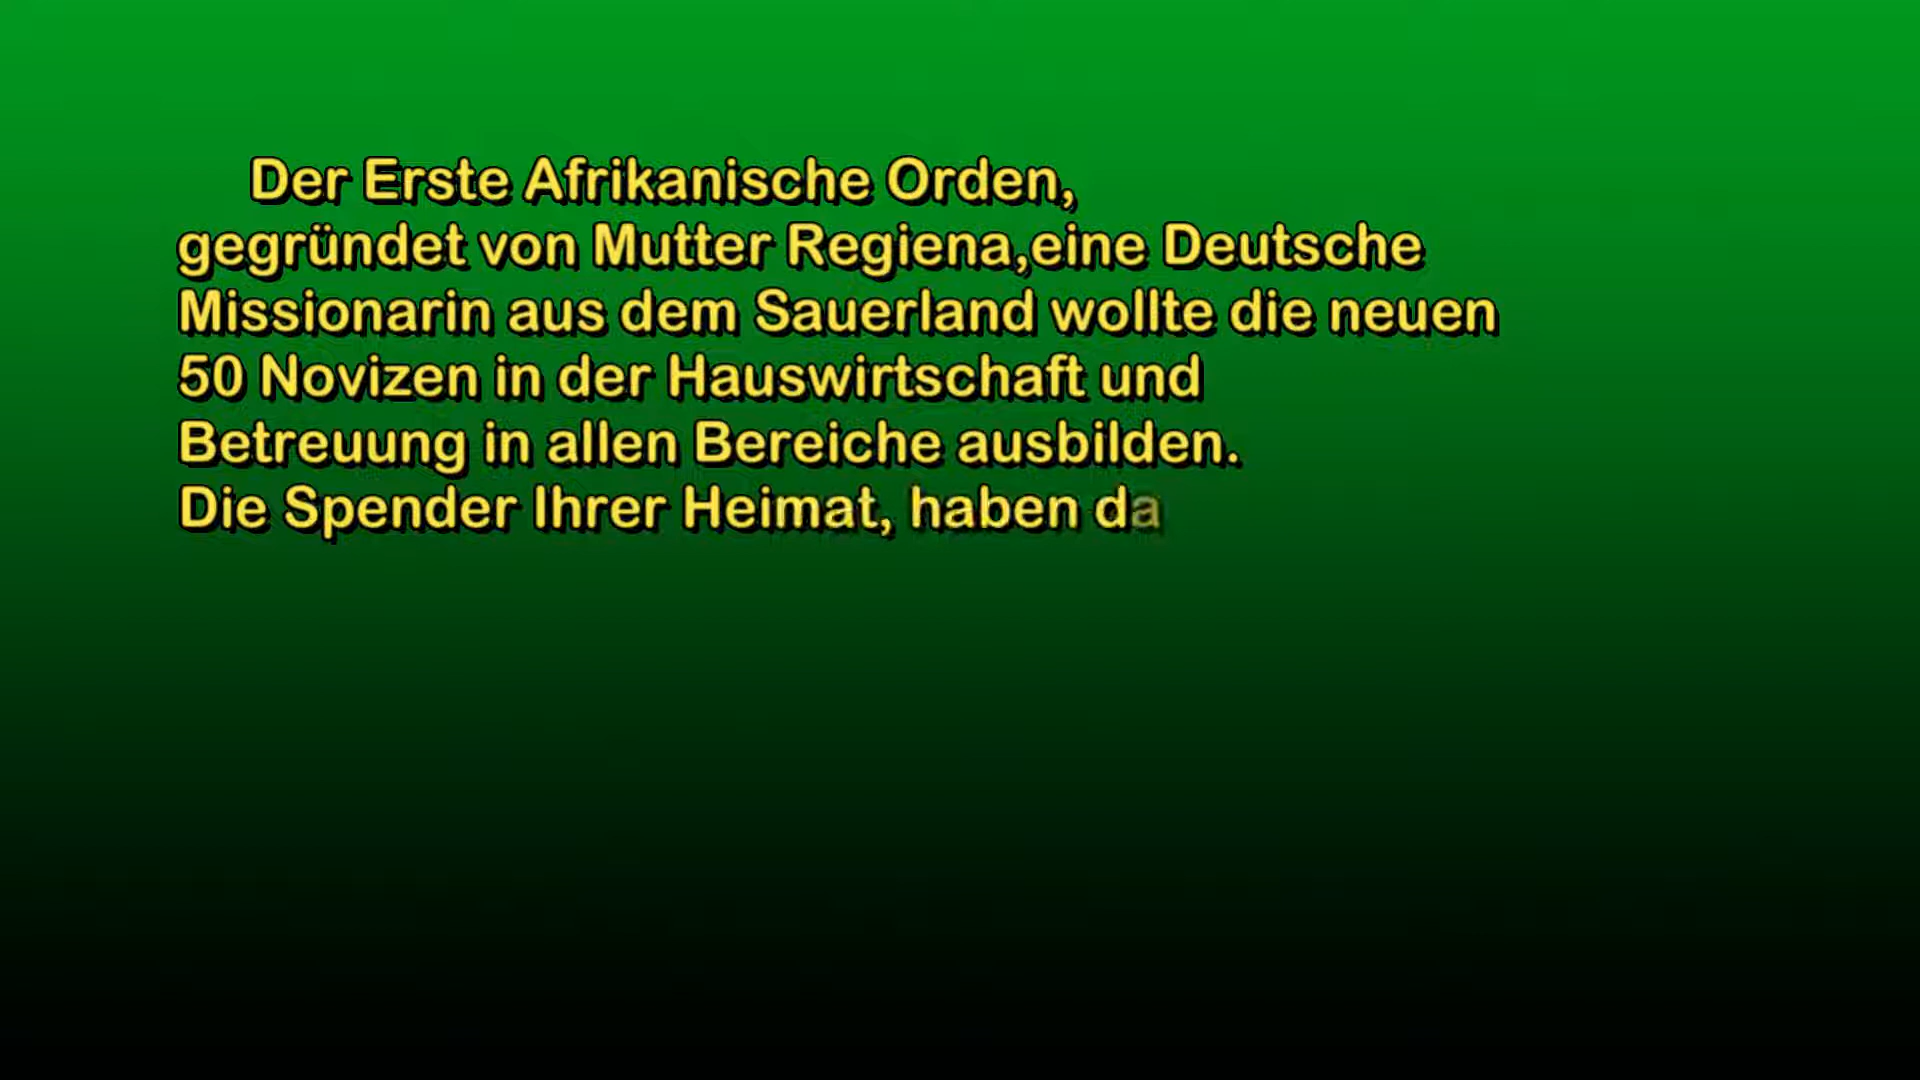 Der Erste Afrikanische Orden,
gegründet von Mutter Regiena,eine Deutsche
Missionarin aus dem Sauerland wollte die neuen
50 Novizen in der Hauswirtschaft und
Betreuung in allen Bereiche ausbilden.
Die Spender Ihrer Heimat, haben da